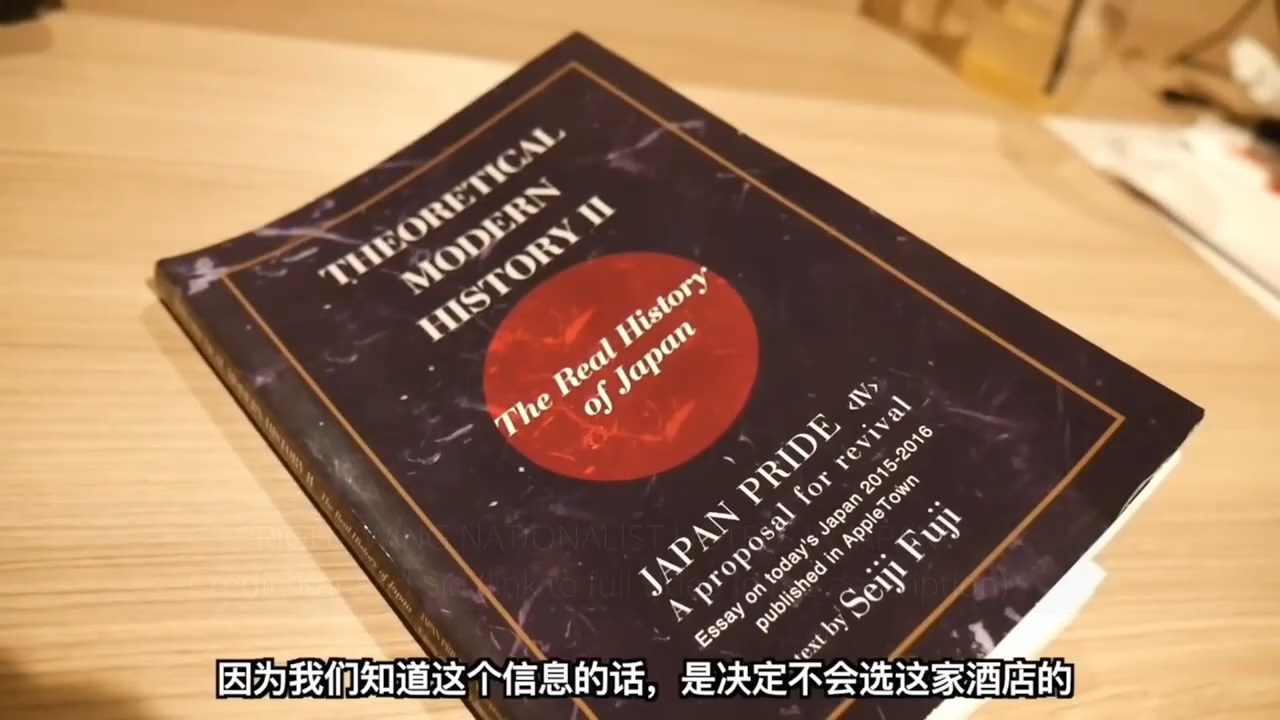 THEORETICAL
MODERN
HISTORY II
The Real History
of Japan
JAPAN PRIDE 〈IV〉
A proposal for revival
Essay on today's Japan 2015-2016
published in AppleTown
text by Seiji Fuji
因为我们知道这个信息的话，是决定不会选这家酒店的